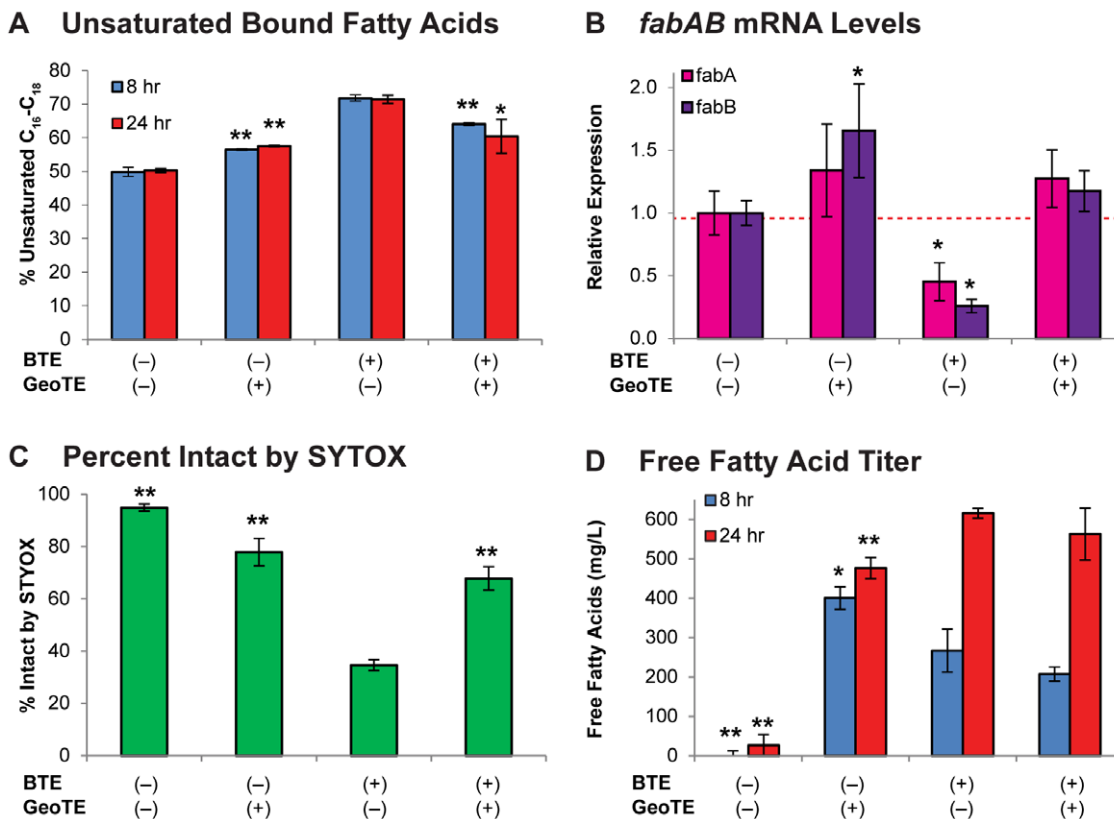 A Unsaturated Bound Fatty Acids
% Unsaturated C16-C18
80
70
60
50
40
30
20
10
0
8 hr
24 hr
** ** ** *
BTE (–) (–) (+) (+)
GeoTE (–) (+) (–) (+)
B fabAB mRNA Levels
Relative Expression
2.0
1.5
1.0
0.5
0.0
fabA
fabB
*
* *
BTE (–) (–) (+) (+)
GeoTE (–) (+) (–) (+)
C Percent Intact by SYTOX
% Intact by STYOX
100
80
60
40
20
0
** ** **
BTE (–) (–) (+) (+)
GeoTE (–) (+) (–) (+)
D Free Fatty Acid Titer
Free Fatty Acids (mg/L)
600
500
400
300
200
100
0
8 hr
24 hr
** ** * **
BTE (–) (–) (+) (+)
GeoTE (–) (+) (–) (+)